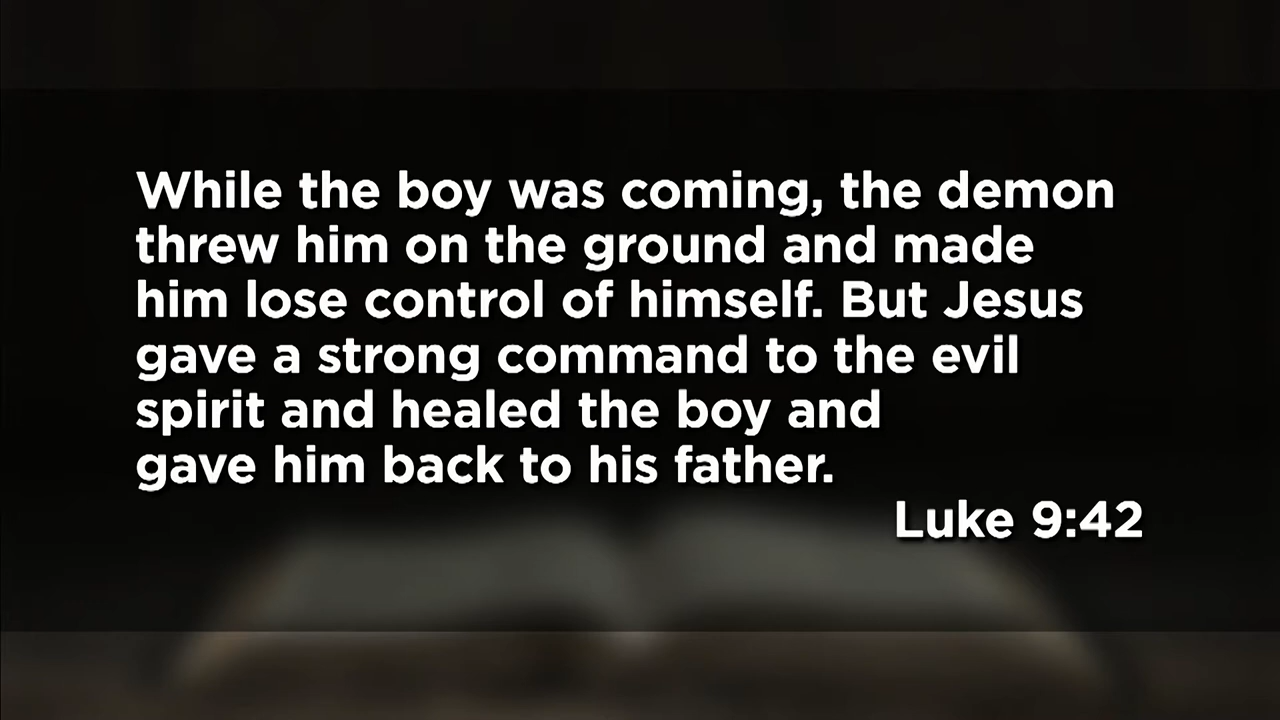 While the boy was coming, the demon
threw him on the ground and made
him lose control of himself. But Jesus
gave a strong command to the evil
spirit and healed the boy and
gave him back to his father.
Luke 9:42